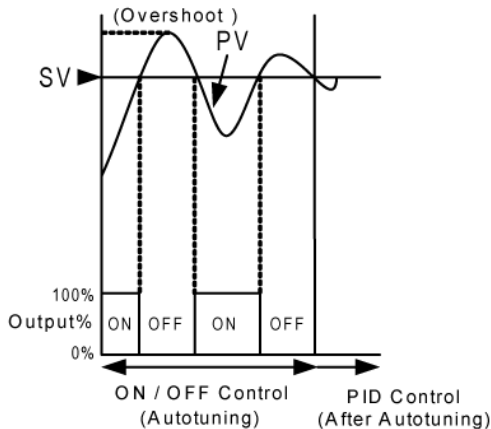 (Overshoot)
PV
SV
100%
Output%
ON
OFF
ON
OFF
0%
ON / OFF Control
(Autotuning)
PID Control
(After Autotuning)